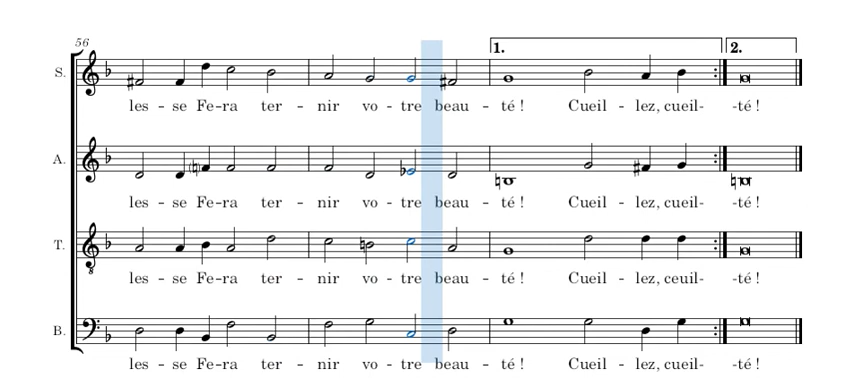 56
1. 2.
S.
les - se Fe-ra ter - nir vo - tre beau - té ! Cueil - lez, cueil- -té !
A.
les - se Fe-ra ter - nir vo - tre beau - té ! Cueil - lez, cueil- -té !
T.
les - se Fe-ra ter - nir vo - tre beau - té ! Cueil - lez, ceuil- -té !
B.
les - se Fe-ra ter - nir vo - tre beau - té ! Cueil - lez, cueil- -té !